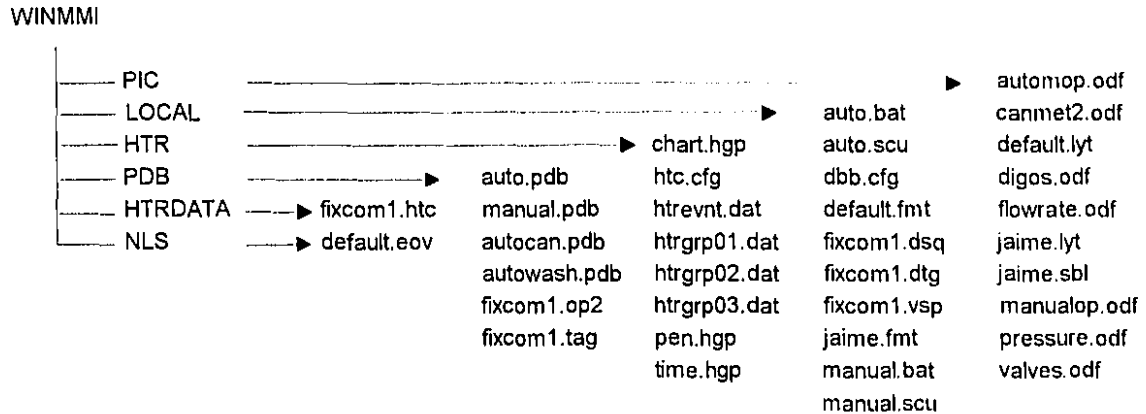 WINMMI
PIC automop.odf
LOCAL auto.bat canmet2.odf
HTR chart.hgp auto.scu default.lyt
PDB auto.pdb htc.cfg dbb.cfg digos.odf
HTRDATA fixcom1.htc manual.pdb htrevnt.dat default.fmt flowrate.odf
NLS default.eov autocan.pdb htrgrp01.dat fixcom1.dsq jaime.lyt
autowash.pdb htrgrp02.dat fixcom1.dtg jaime.sbl
fixcom1.op2 htrgrp03.dat fixcom1.vsp manualop.odf
fixcom1.tag pen.hgp jaime.fmt pressure.odf
time.hgp manual.bat valves.odf
manual.scu